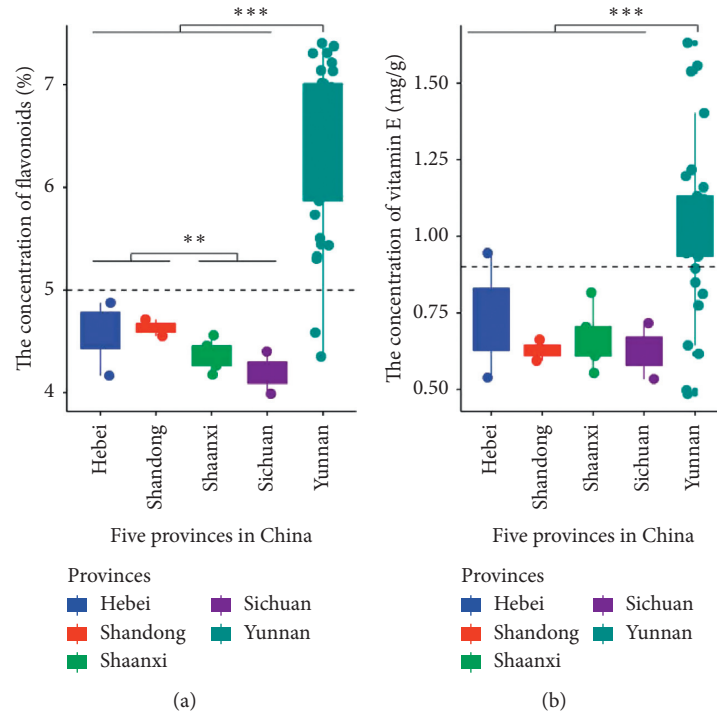 ***
The concentration of flavonoids (%)
7
6
5
4
**
Hebei
Shandong
Shaanxi
Sichuan
Yunnan
Five provinces in China
Provinces
Hebei
Sichuan
Shandong
Yunnan
Shaanxi
(a)
***
The concentration of vitamin E (mg/g)
1.50
1.25
1.00
0.75
0.50
Hebei
Shandong
Shaanxi
Sichuan
Yunnan
Five provinces in China
Provinces
Hebei
Sichuan
Shandong
Yunnan
Shaanxi
(b)